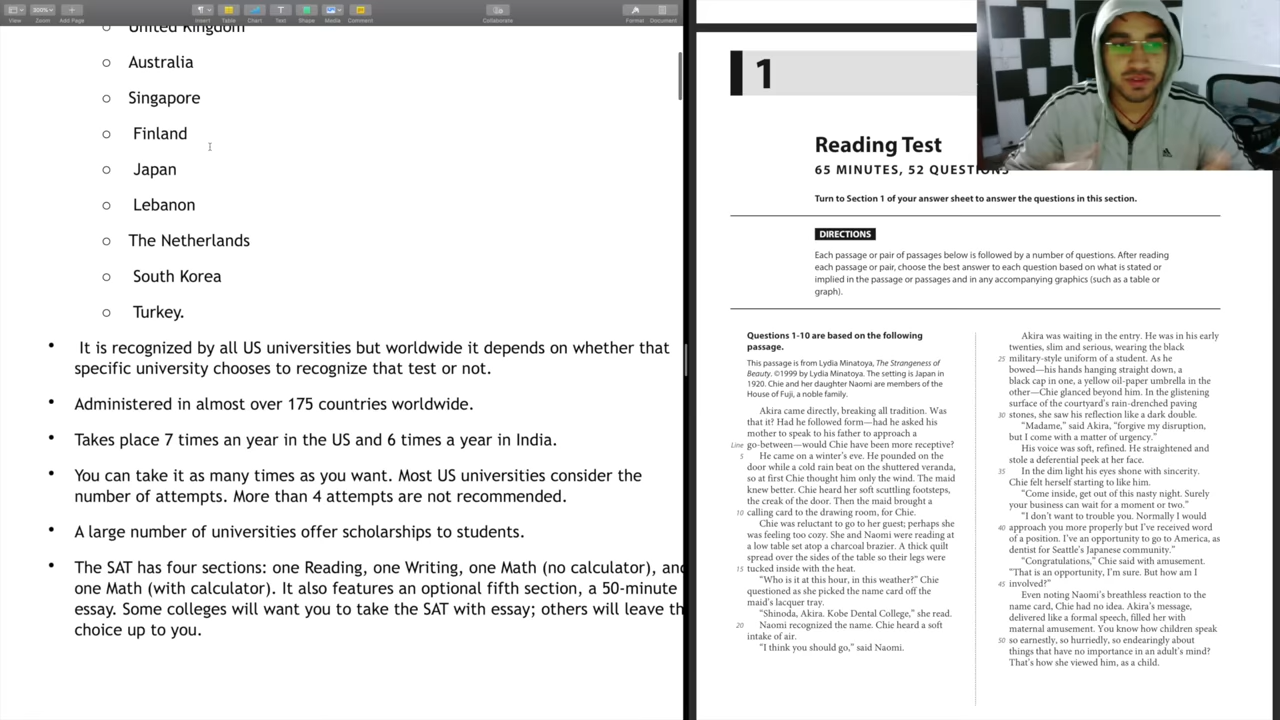 View
300%
Zoom
Add Page
Insert
Table
Chart
Text
Shape
Media
Comment
Collaborate
Format
Document
United Kingdom
Australia
Singapore
Finland
Japan
Lebanon
The Netherlands
South Korea
Turkey.
It is recognized by all US universities but worldwide it depends on whether that
specific university chooses to recognize that test or not.
Administered in almost over 175 countries worldwide.
Takes place 7 times an year in the US and 6 times a year in India.
You can take it as many times as you want. Most US universities consider the
number of attempts. More than 4 attempts are not recommended.
A large number of universities offer scholarships to students.
The SAT has four sections: one Reading, one Writing, one Math (no calculator), and
one Math (with calculator). It also features an optional fifth section, a 50-minute
essay. Some colleges will want you to take the SAT with essay; others will leave th
choice up to you.
1
Reading Test
65 MINUTES, 52 QUESTIONS
Turn to Section 1 of your answer sheet to answer the questions in this section.
DIRECTIONS
Each passage or pair of passages below is followed by a number of questions. After reading
each passage or pair, choose the best answer to each question based on what is stated or
implied in the passage or passages and in any accompanying graphics (such as a table or
graph).
Questions 1-10 are based on the following
passage.
This passage is from Lydia Minatoya, The Strangeness of
Beauty. ©1999 by Lydia Minatoya. The setting is Japan in
1920. Chie and her daughter Naomi are members of the
House of Fuji, a noble family.
Akira came directly, breaking all tradition. Was
that it? Had he followed form—had he asked his
mother to speak to his father to approach a
Line go-between—would Chie have been more receptive?
5 He came on a winter's eve. He pounded on the
door while a cold rain beat on the shuttered veranda,
so at first Chie thought him only the wind. The maid
knew better. Chie heard her soft scuttling footsteps,
the creak of the door. Then the maid brought a
10 calling card to the drawing room, for Chie.
Chie was reluctant to go to her guest; perhaps she
was feeling too cozy. She and Naomi were reading at
a low table set atop a charcoal brazier. A thick quilt
spread over the sides of the table so their legs were
15 tucked inside with the heat.
“Who is it at this hour, in this weather?” Chie
questioned as she picked the name card off the
maid's lacquer tray.
“Shinoda, Akira. Kobe Dental College,” she read.
20 Naomi recognized the name. Chie heard a soft
intake of air.
“I think you should go,” said Naomi.
Akira was waiting in the entry. He was in his early
twenties, slim and serious, wearing the black
25 military-style uniform of a student. As he
bowed—his hands hanging straight down, a
black cap in one, a yellow oil-paper umbrella in the
other—Chie glanced beyond him. In the glistening
surface of the courtyard's rain-drenched paving
30 stones, she saw his reflection like a dark double.
“Madame,” said Akira, “forgive my disruption,
but I come with a matter of urgency.”
His voice was soft, refined. He straightened and
stole a deferential peek at her face.
35 In the dim light his eyes shone with sincerity.
Chie felt herself starting to like him.
“Come inside, get out of this nasty night. Surely
your business can wait for a moment or two.”
“I don't want to trouble you. Normally I would
40 approach you more properly but I've received word
of a position. I've an opportunity to go to America, as
dentist for Seattle's Japanese community.”
“Congratulations,” Chie said with amusement.
“That is an opportunity, I'm sure. But how am I
45 involved?”
Even noting Naomi's breathless reaction to the
name card, Chie had no idea. Akira's message,
delivered like a formal speech, filled her with
maternal amusement. You know how children speak
50 so earnestly, so hurriedly, so endearingly about
things that have no importance in an adult's mind?
That's how she viewed him, as a child.